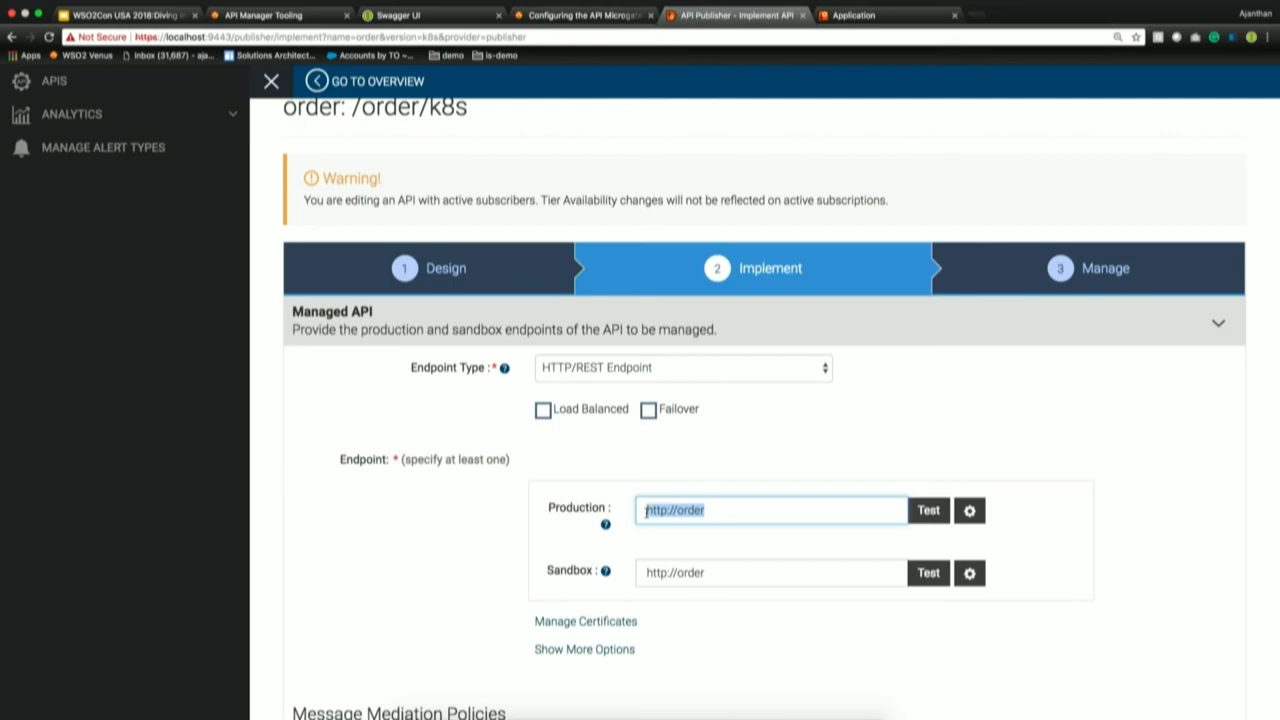 WSO2Con USA 2018:Diving
API Manager Tooling
Swagger UI
Configuring the API Microgat
API Publisher - Implement API
Application
Ajanthan
Not Secure | https://localhost:9443/publisher/implement?name=order&version=k8s&provider=publisher
Apps
WSO2 Venus
Inbox (31,687) - aja...
Solutions Architect...
Accounts by TO -...
demo
is-demo
APIS
ANALYTICS
MANAGE ALERT TYPES
GO TO OVERVIEW
order: /order/k8s
Warning!
You are editing an API with active subscribers. Tier Availability changes will not be reflected on active subscriptions.
1 Design
2 Implement
3 Manage
Managed API
Provide the production and sandbox endpoints of the API to be managed.
Endpoint Type :*
HTTP/REST Endpoint
Load Balanced
Failover
Endpoint: * (specify at least one)
Production :
http://order
Test
Sandbox :
http://order
Test
Manage Certificates
Show More Options
Message Mediation Policies